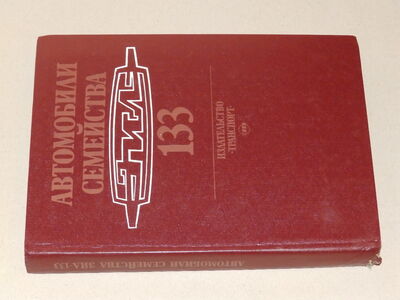 АВТОМОБИЛИ
СЕМЕЙСТВА
ЗИЛ
133
ИЗДАТЕЛЬСТВО
«ТРАНСПОРТ»
АВТОМОБИЛИ СЕМЕЙСТВА ЗИЛ-133